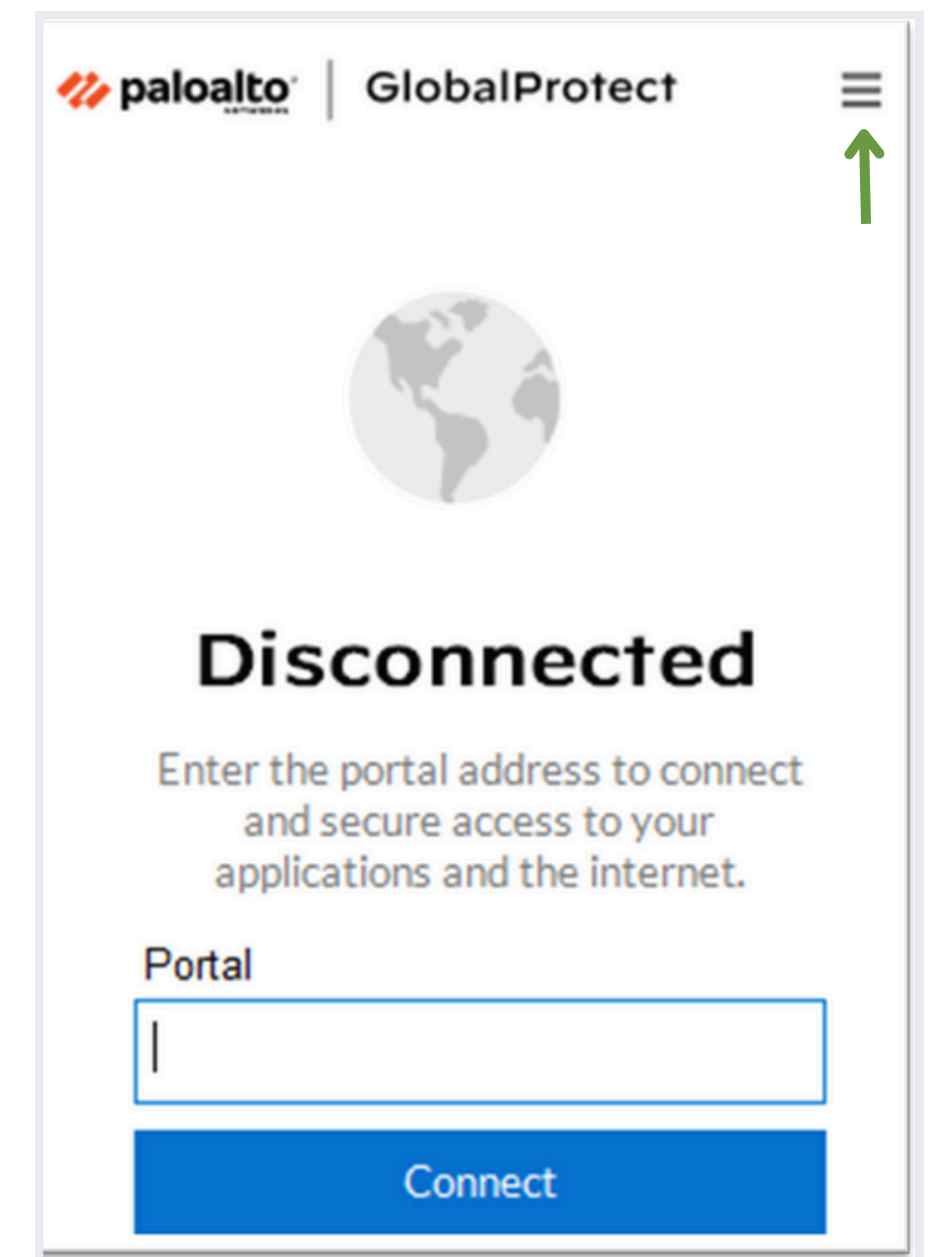 paloalto NETWORKS | GlobalProtect
Disconnected
Enter the portal address to connect
and secure access to your
applications and the internet.
Portal
Connect